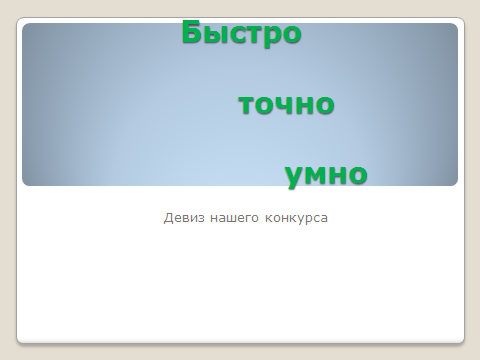 Быстро
точно
умно
Девиз нашего конкурса